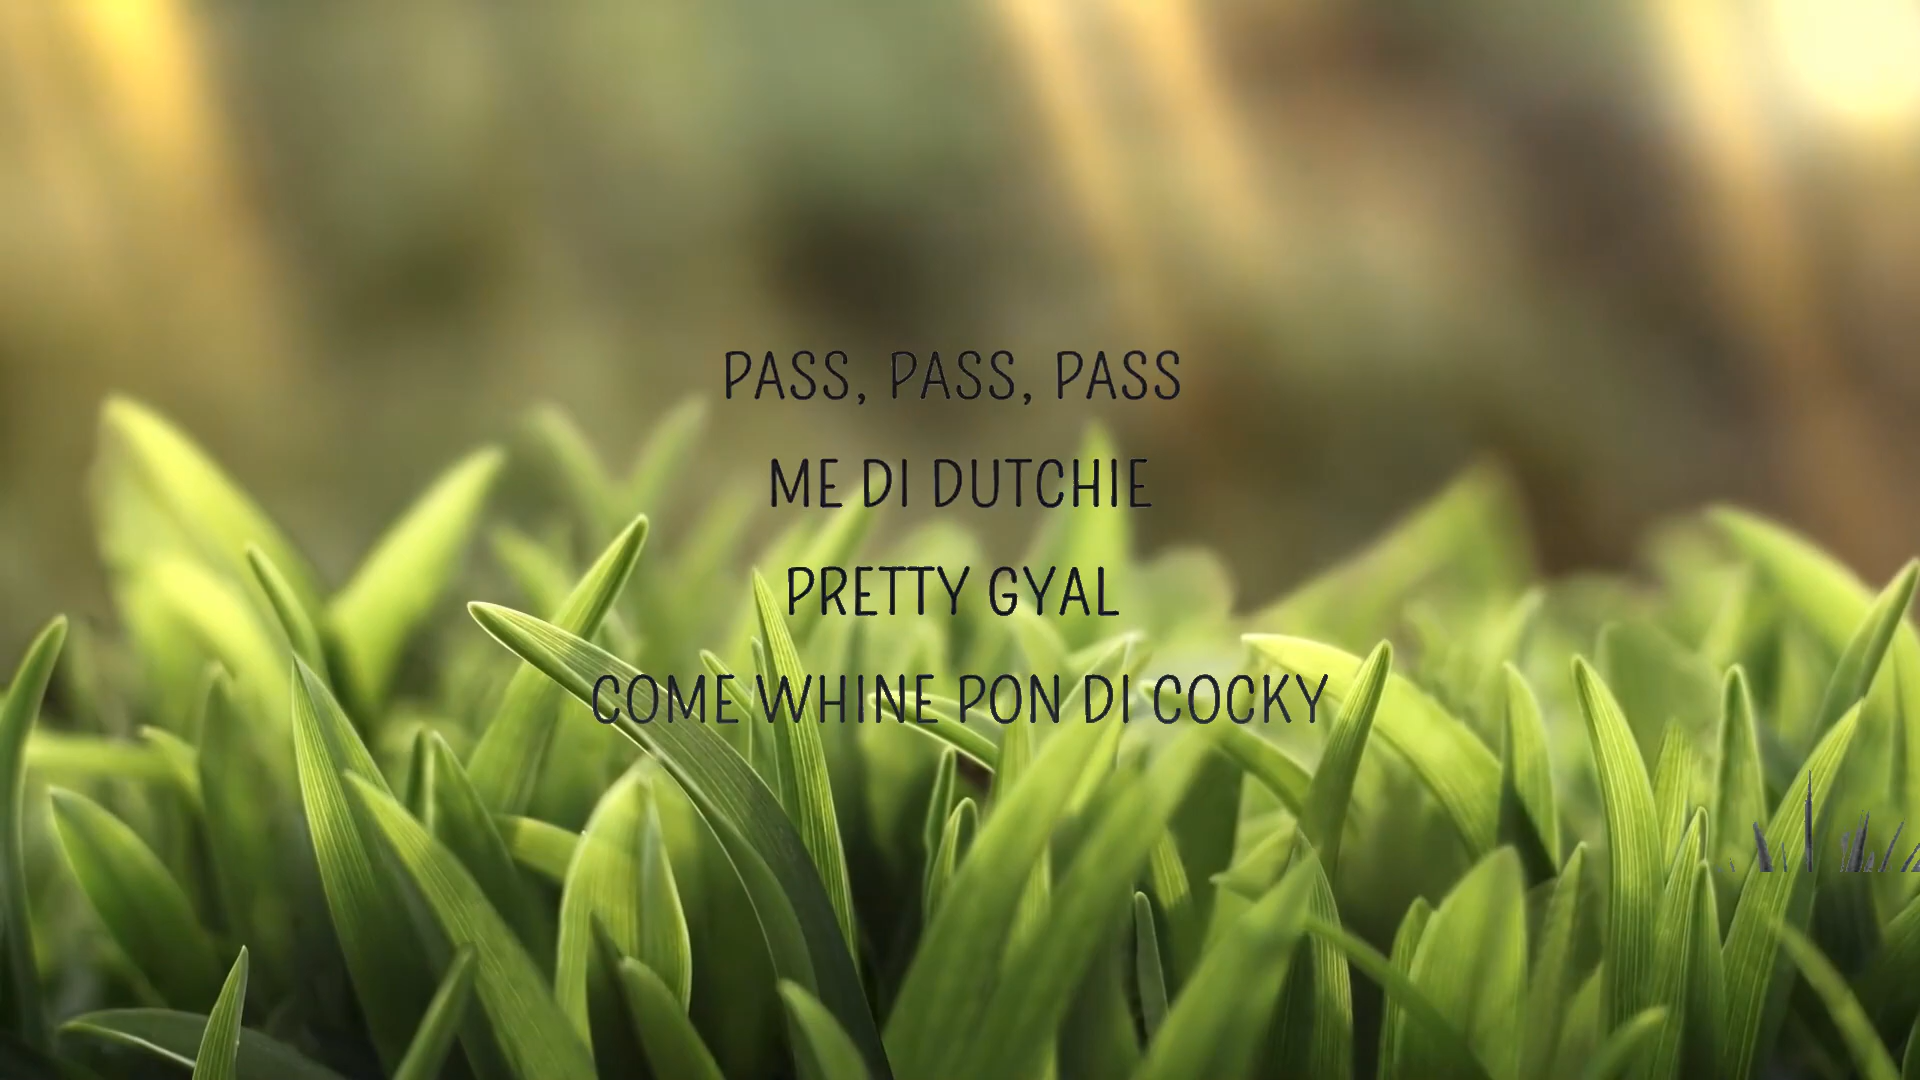 PASS, PASS, PASS
ME DI DUTCHIE
PRETTY GYAL
COME WHINE PON DI COCKY